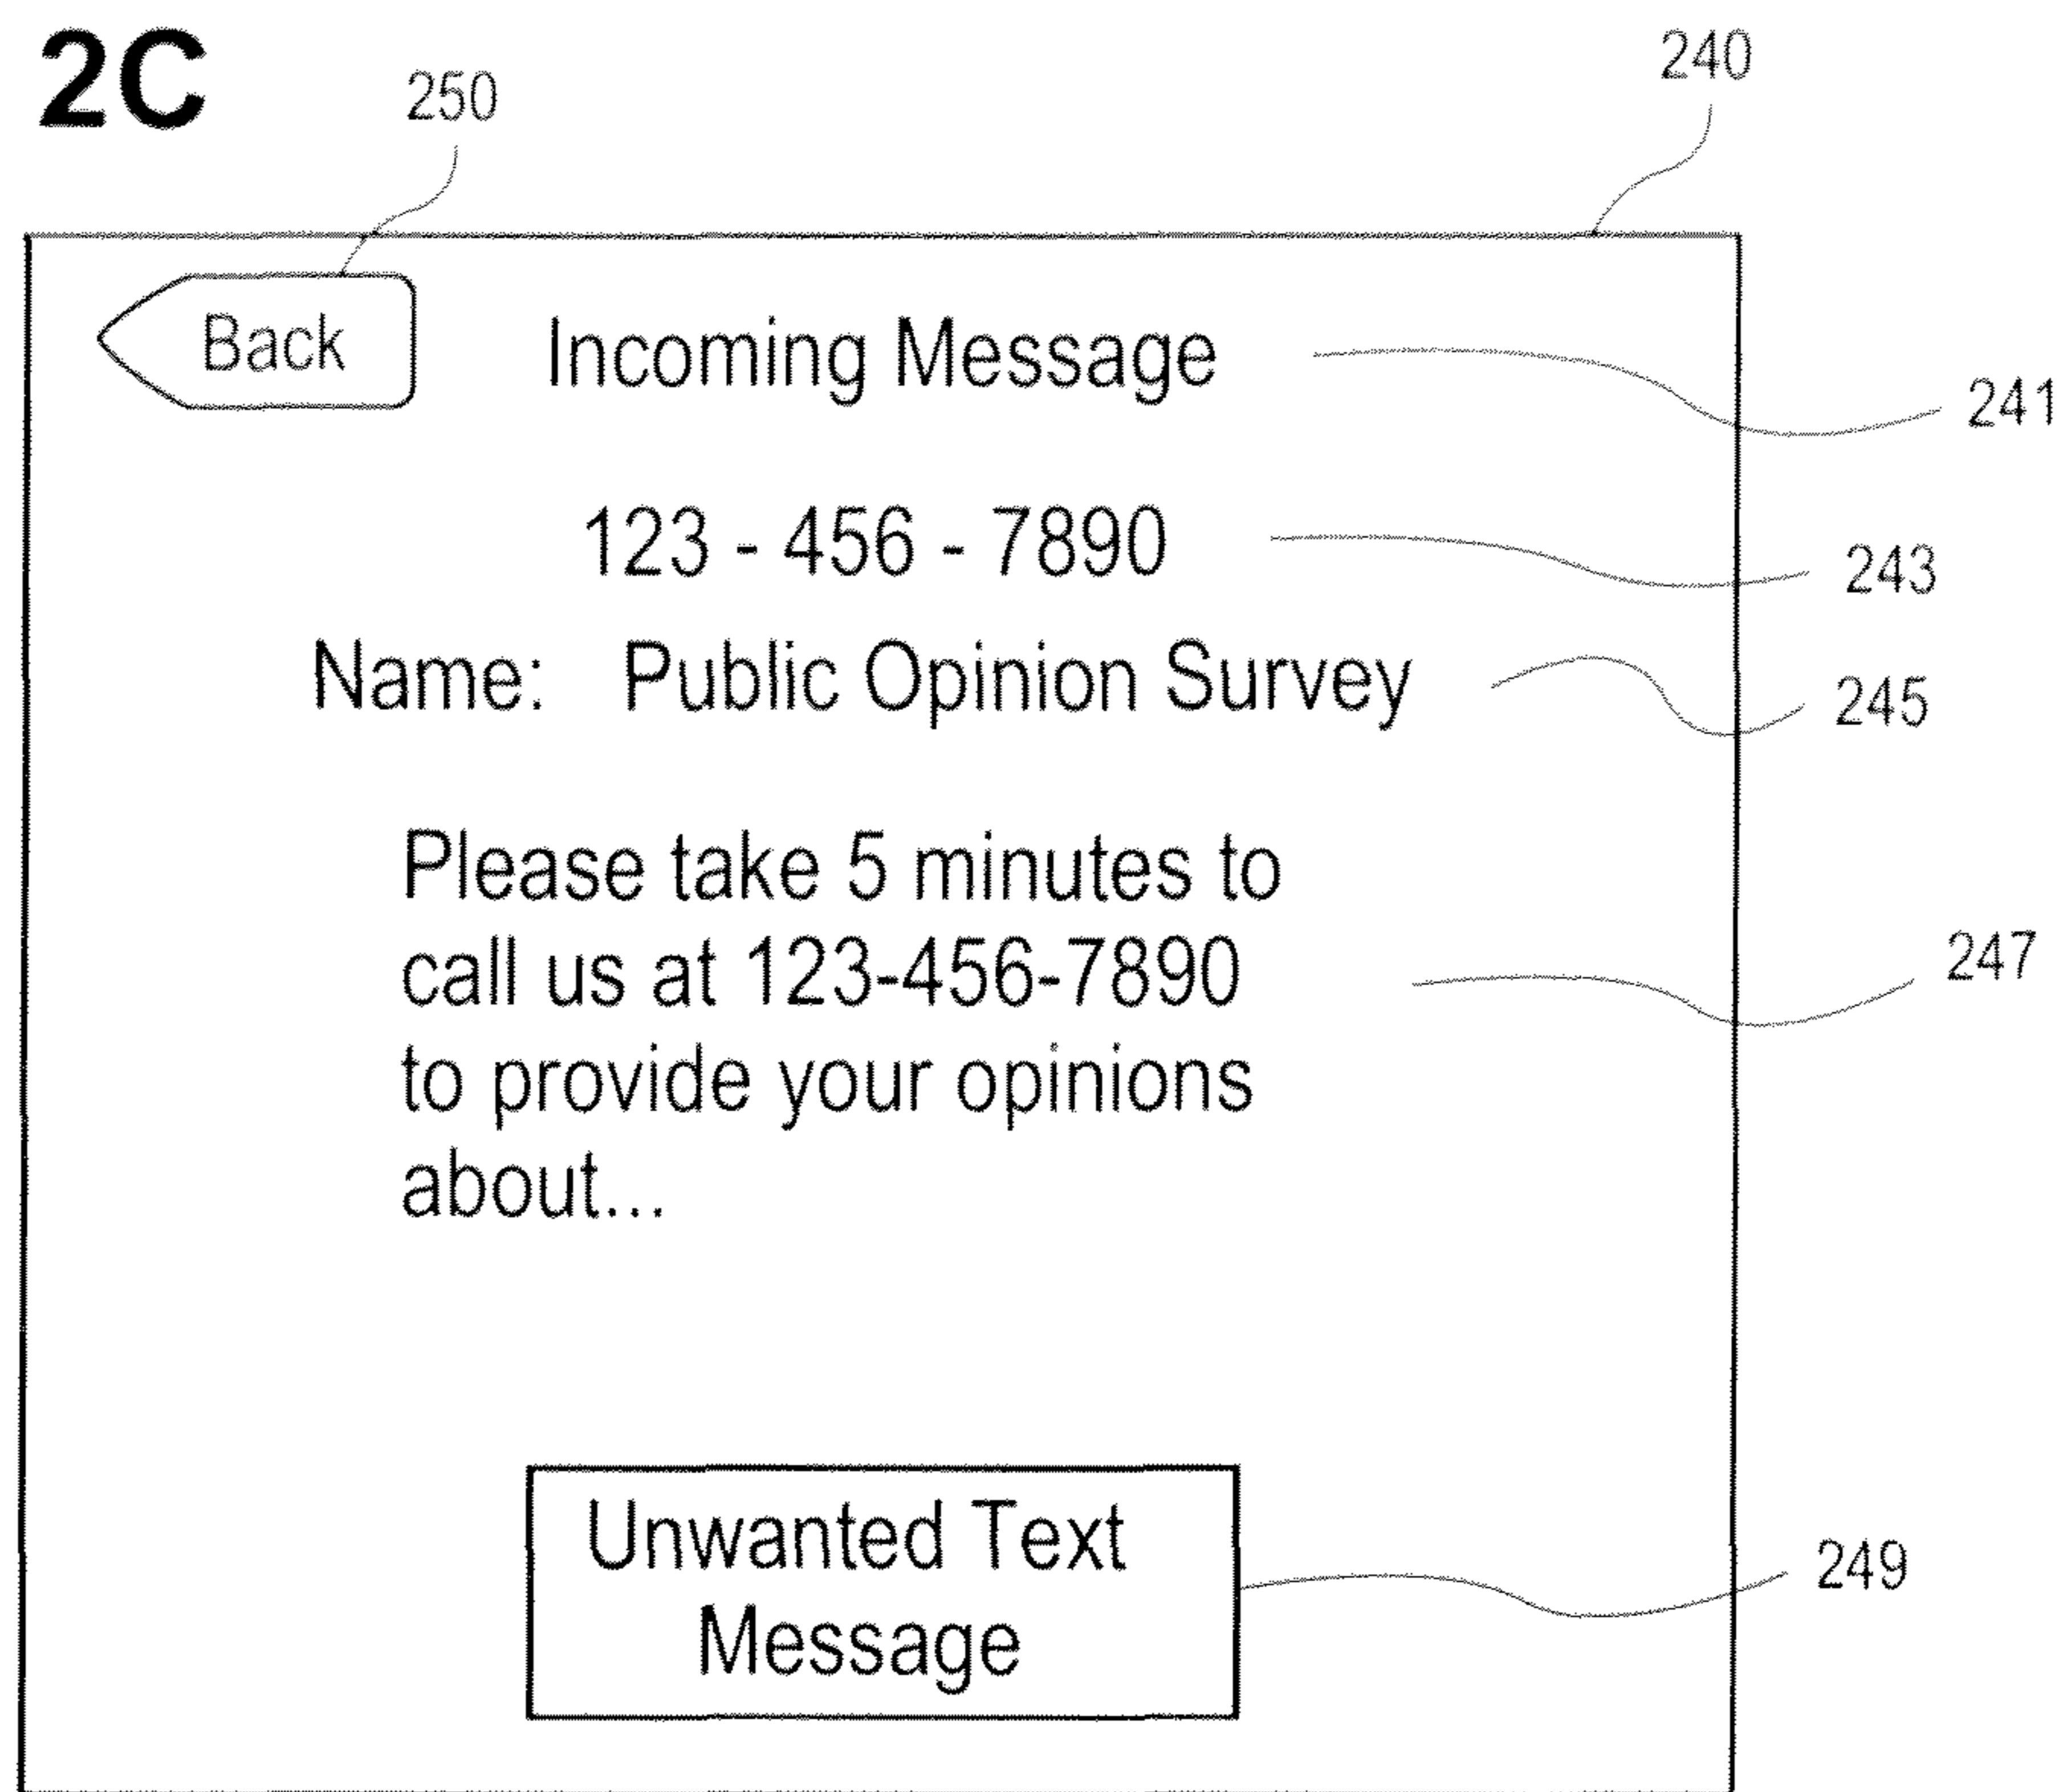 2C
250
240
Back
Incoming Message
241
123 - 456 - 7890
243
Name: Public Opinion Survey
245
Please take 5 minutes to
call us at 123-456-7890
247
to provide your opinions
about...
Unwanted Text
Message
249